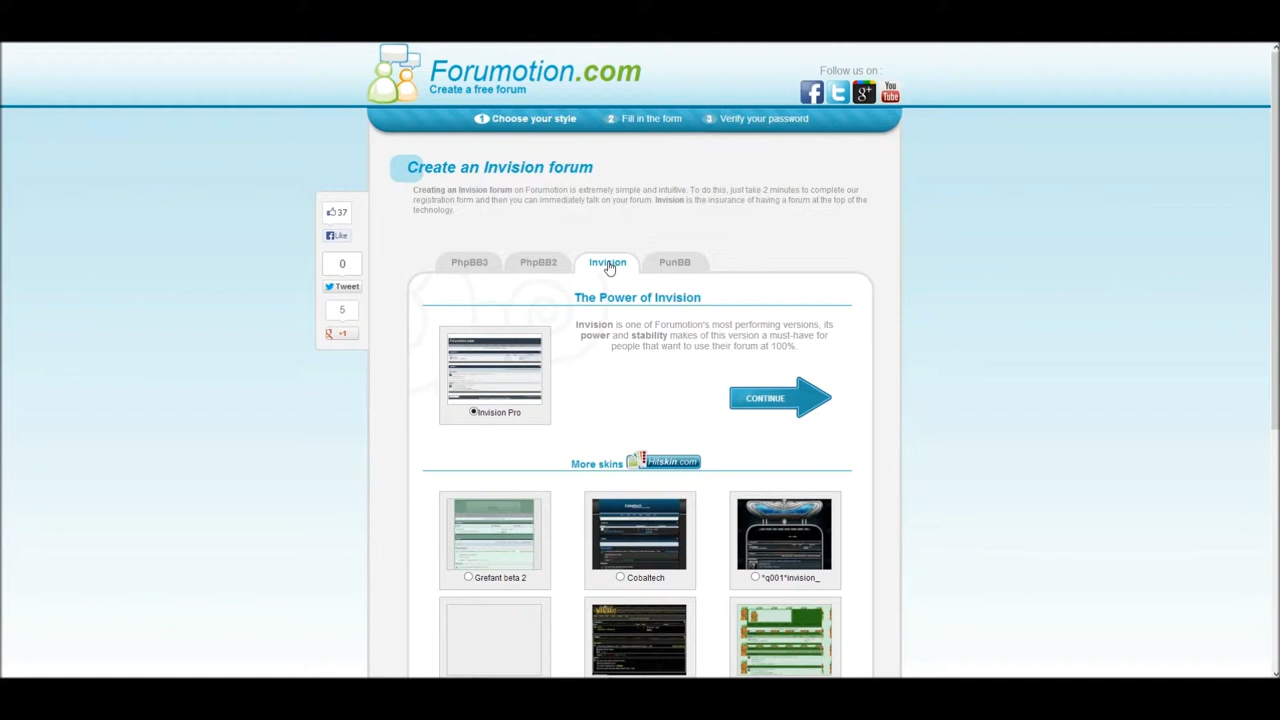 Forumotion.com
Create a free forum
Follow us on :
You
Tube
1 Choose your style 2 Fill in the form 3 Verify your password
Create an Invision forum
Creating an Invision forum on Forumotion is extremely simple and intuitive. To do this, just take 2 minutes to complete our
registration form and then you can immediately talk on your forum. Invision is the insurance of having a forum at the top of the
technology.
37
Like
0
Tweet
5
+1
PhpBB3 PhpBB2 Invision PunBB
The Power of Invision
Invision is one of Forumotion's most performing versions, its
power and stability makes of this version a must-have for
people that want to use their forum at 100%.
CONTINUE
Invision Pro
More skins Hitskin.com
Grefant beta 2
Cobaltech
*q001*invision_